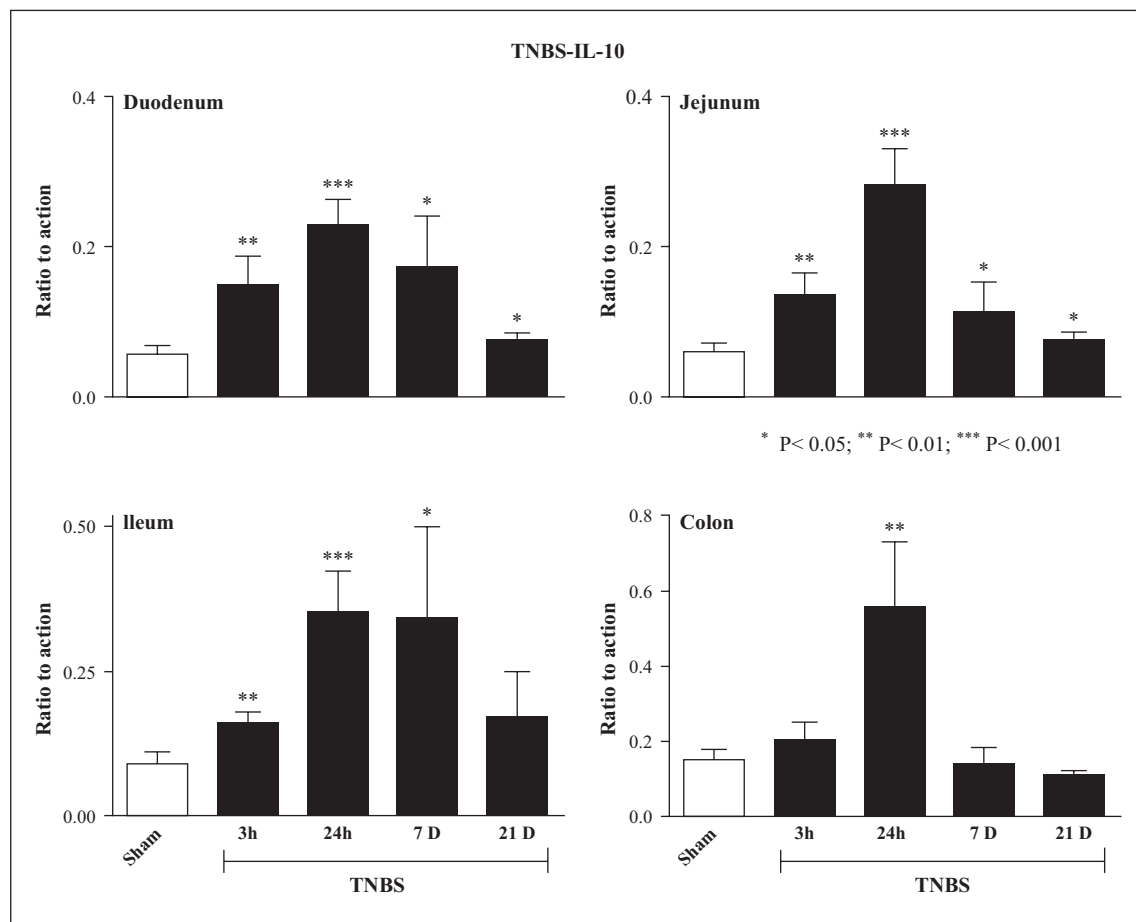 TNBS-IL-10
Duodenum
0.4
0.2
0.0
Ratio to action
**
***
*
*
Jejunum
0.4
0.2
0.0
Ratio to action
**
***
*
*
* P< 0.05; ** P< 0.01; *** P< 0.001
lleum
0.50
0.25
0.00
Ratio to action
**
***
*
Sham
3h 24h 7 D 21 D
TNBS
Colon
0.8
0.6
0.4
0.2
0.0
Ratio to action
**
Sham
3h 24h 7 D 21 D
TNBS